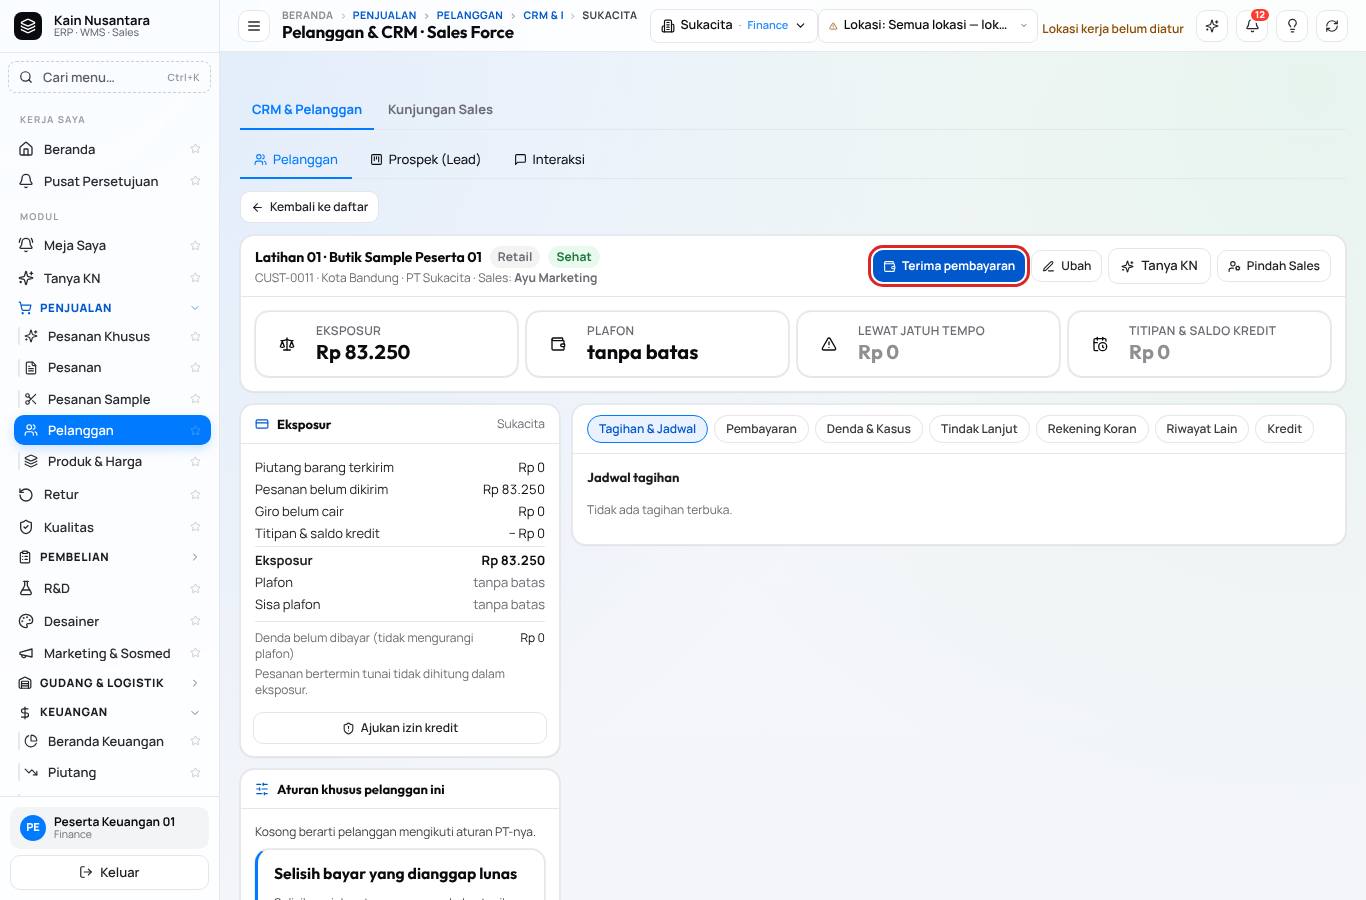 Kain Nusantara
ERP · WMS · Sales
Cari menu...
Ctrl+K
KERJA SAYA
Beranda
Pusat Persetujuan
MODUL
Meja Saya
Tanya KN
PENJUALAN
Pesanan Khusus
Pesanan
Pesanan Sample
Pelanggan
Produk & Harga
Retur
Kualitas
PEMBELIAN
R&D
Desainer
Marketing & Sosmed
GUDANG & LOGISTIK
KEUANGAN
Beranda Keuangan
Piutang
PE
Peserta Keuangan 01
Finance
Keluar
BERANDA › PENJUALAN › PELANGGAN › CRM & I › SUKACITA
Pelanggan & CRM · Sales Force
Sukacita · Finance
Lokasi: Semua lokasi — lok...
Lokasi kerja belum diatur
12
CRM & Pelanggan
Kunjungan Sales
Pelanggan
Prospek (Lead)
Interaksi
Kembali ke daftar
Latihan 01 · Butik Sample Peserta 01
Retail
Sehat
CUST-0011 · Kota Bandung · PT Sukacita · Sales: Ayu Marketing
Terima pembayaran
Ubah
Tanya KN
Pindah Sales
EKSPOSUR
Rp 83.250
PLAFON
tanpa batas
LEWAT JATUH TEMPO
Rp 0
TITIPAN & SALDO KREDIT
Rp 0
Eksposur
Sukacita
Piutang barang terkirim Rp 0
Pesanan belum dikirim Rp 83.250
Giro belum cair Rp 0
Titipan & saldo kredit − Rp 0
Eksposur Rp 83.250
Plafon tanpa batas
Sisa plafon tanpa batas
Denda belum dibayar (tidak mengurangi Rp 0
plafon)
Pesanan bertermin tunai tidak dihitung dalam
eksposur.
Ajukan izin kredit
Aturan khusus pelanggan ini
Kosong berarti pelanggan mengikuti aturan PT-nya.
Selisih bayar yang dianggap lunas
Tagihan & Jadwal
Pembayaran
Denda & Kasus
Tindak Lanjut
Rekening Koran
Riwayat Lain
Kredit
Jadwal tagihan
Tidak ada tagihan terbuka.